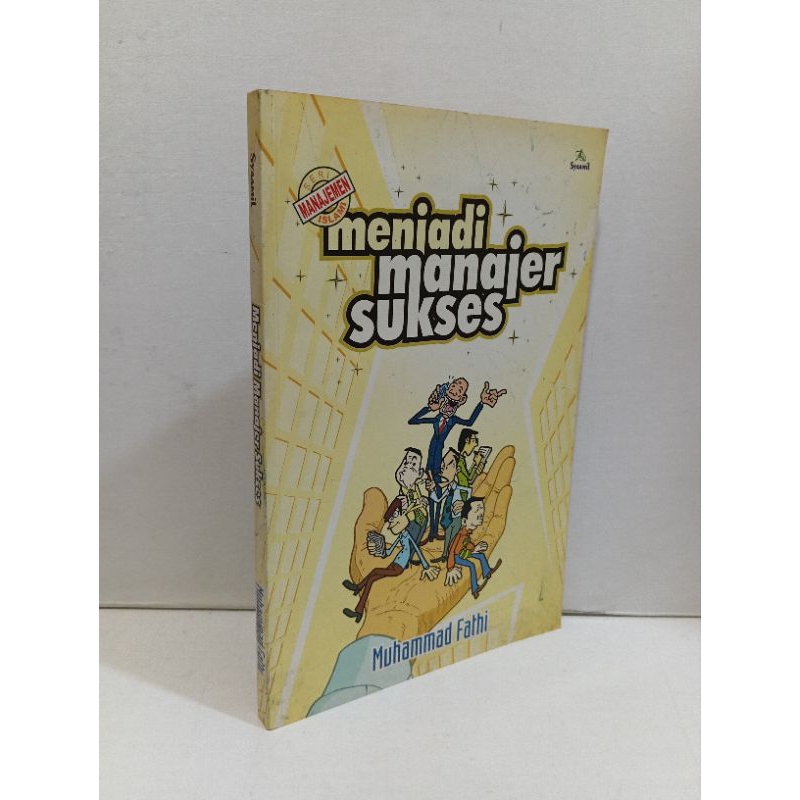 Syaamil
SERI
MANAJEMEN
ISLAMI
menjadi
manajer
sukses
Muhammad Fathi
Syaamil
Menjadi Manajer Sukses
Muhammad Fathi